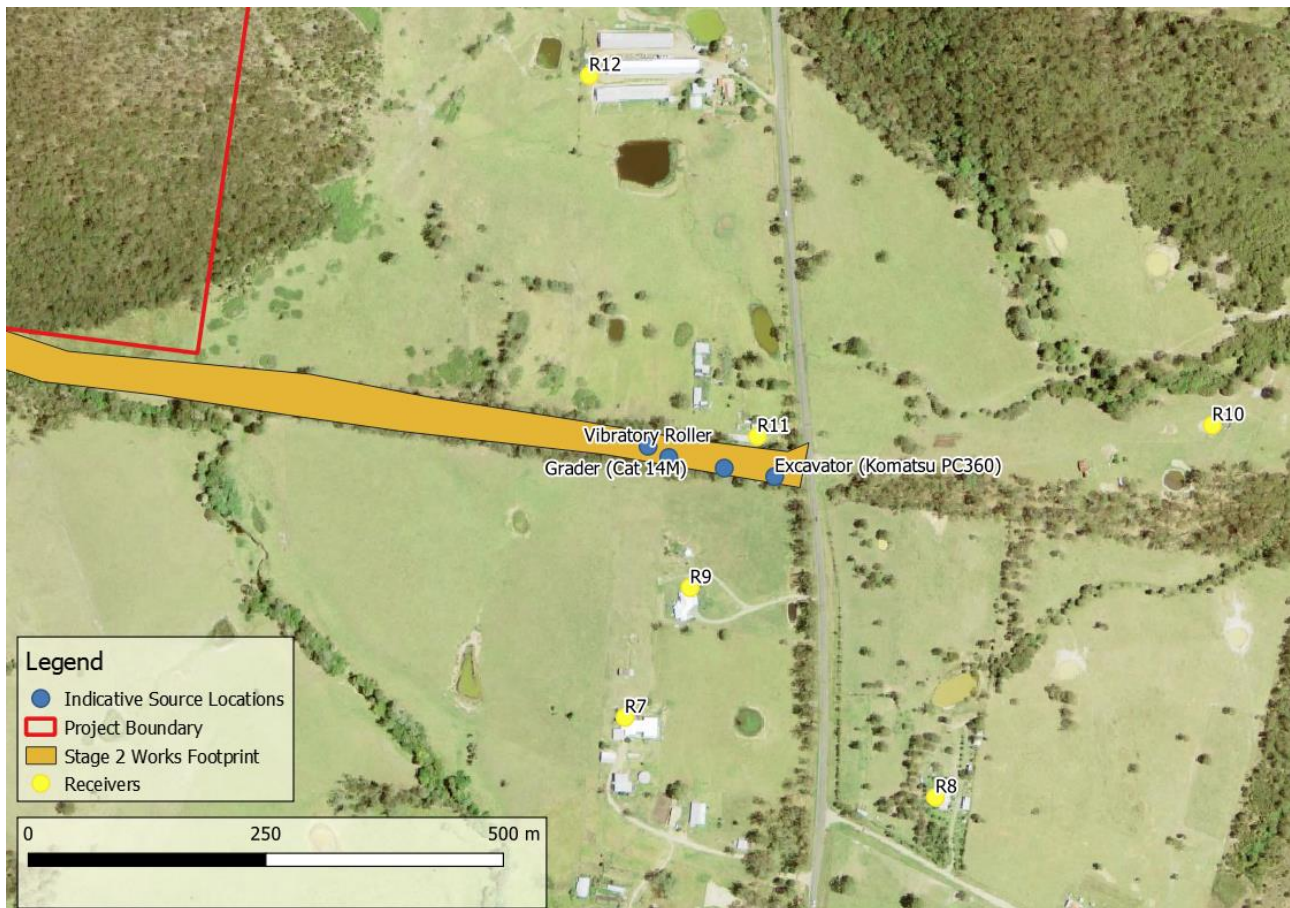 R12
R11
R10
Vibratory Roller
Grader (Cat 14M)
Excavator (Komatsu PC360)
R9
R7
R8
Legend
Indicative Source Locations
Project Boundary
Stage 2 Works Footprint
Receivers
0 250 500 m